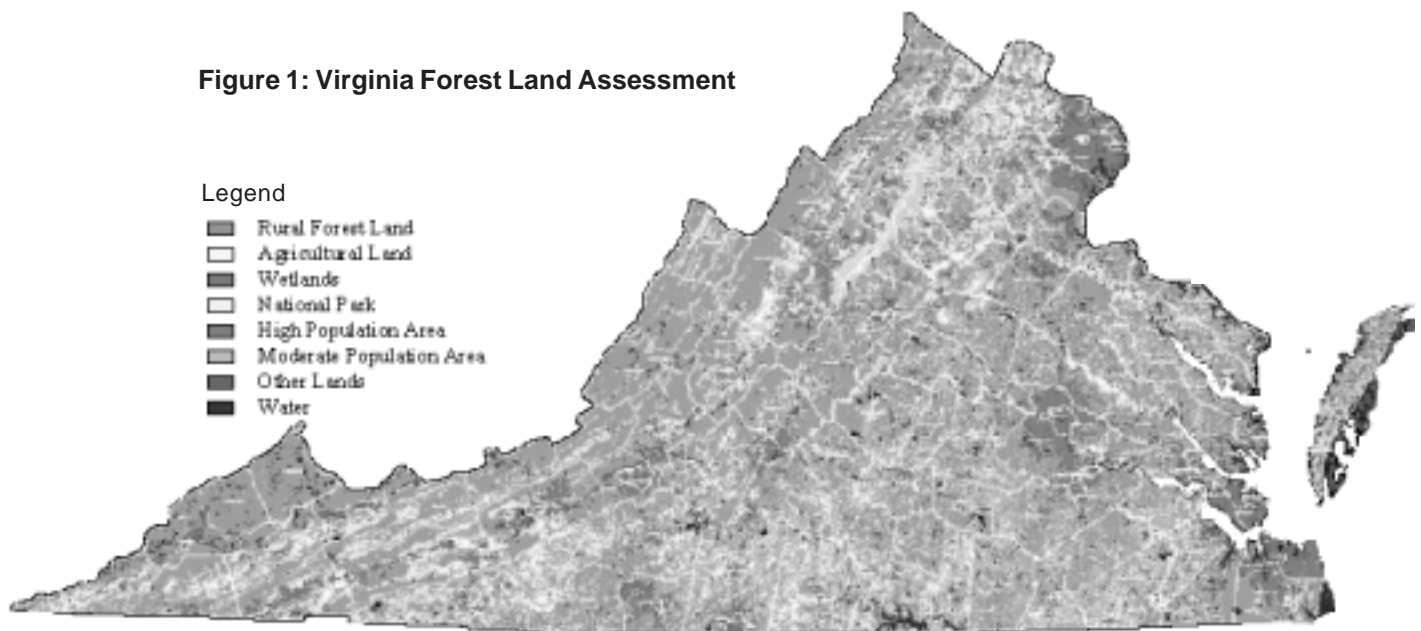 Figure 1: Virginia Forest Land Assessment
Legend
Rural Forest Land
Agricultural Land
Wetlands
National Park
High Population Area
Moderate Population Area
Other Lands
Water